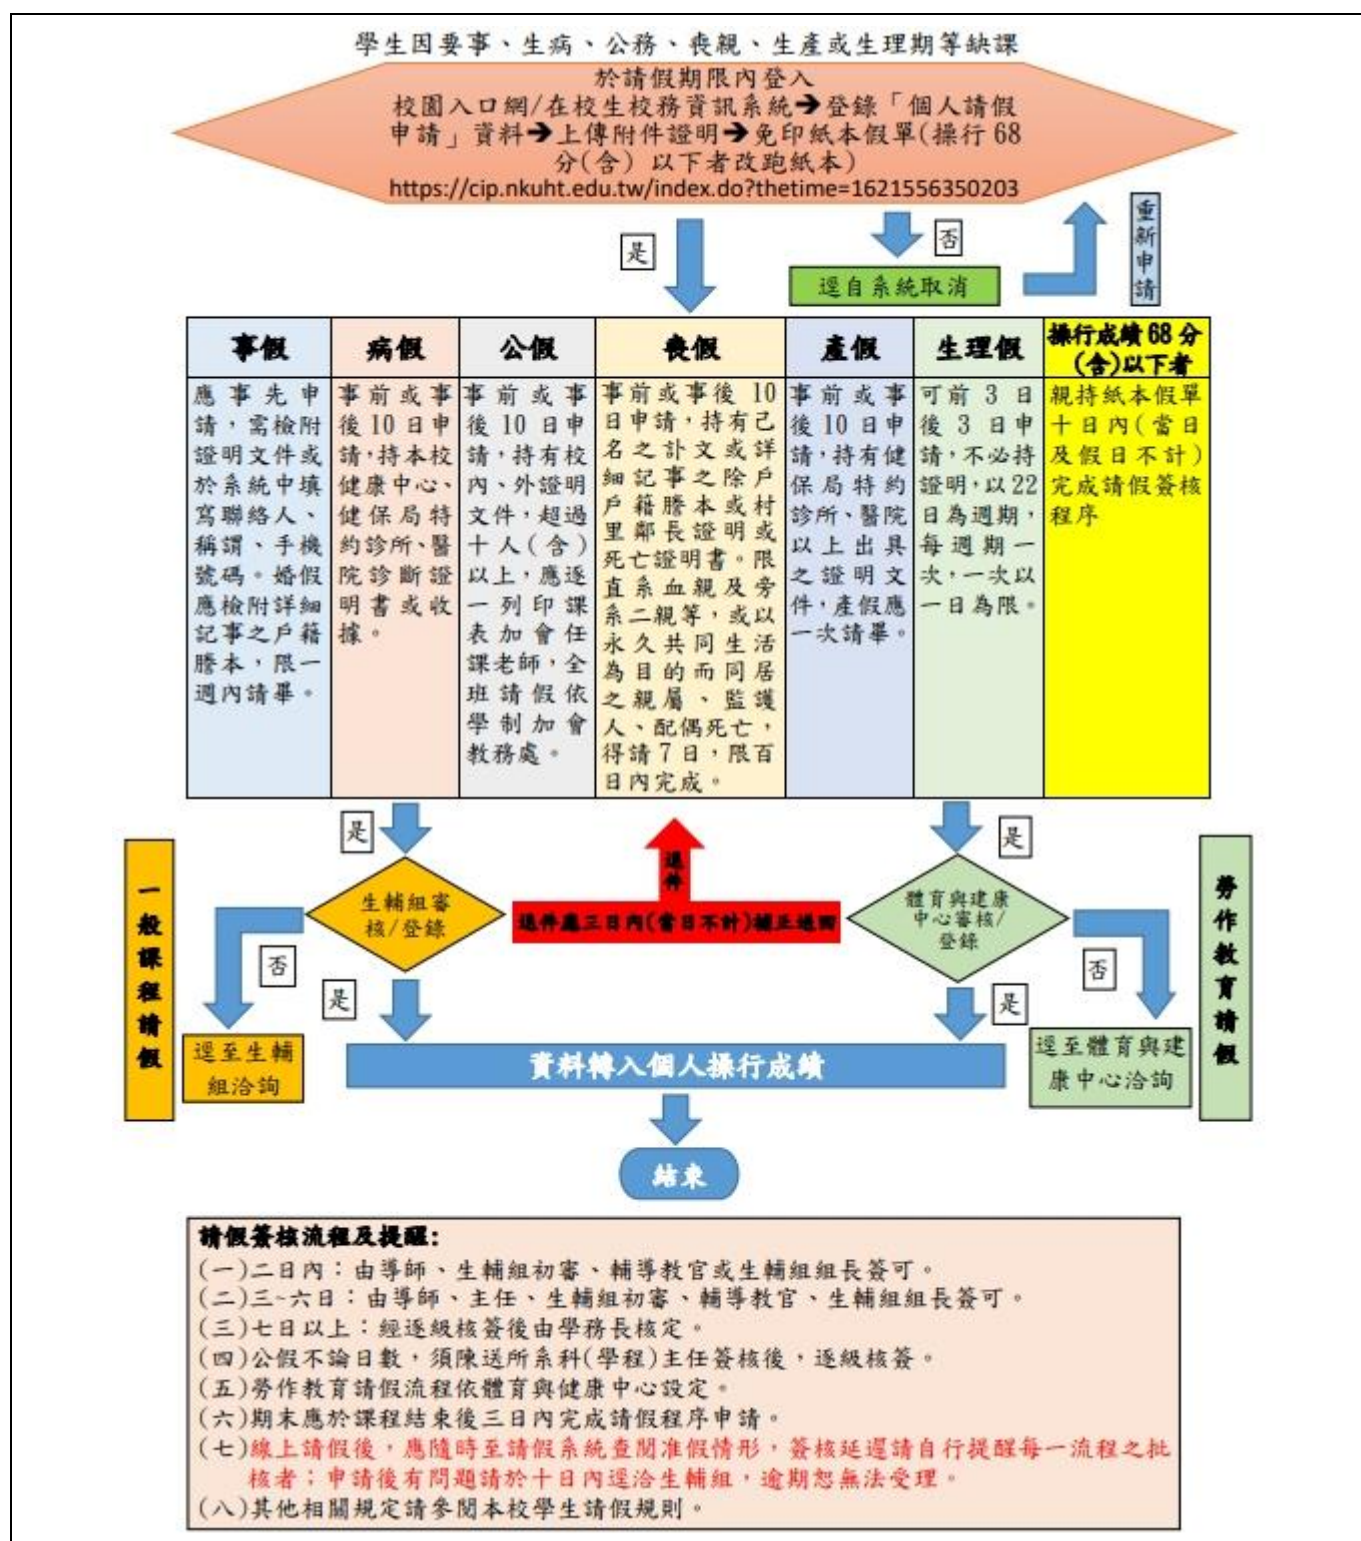 學生因要事、生病、公務、喪親、生產或生理期等缺課
於請假期限內登入
校園入口網/在校生校務資訊系統➔登錄「個人請假
申請」資料➔上傳附件證明➔免印紙本假單(操行 68
分(含) 以下者改跑紙本)
https://cip.nkuht.edu.tw/index.do?thetime=1621556350203
是
否
重新申請
逕自系統取消
事假
應事先申
請，需檢附
證明文件或
於系統中填
寫聯絡人、
稱謂、手機
號碼。婚假
應檢附詳細
記事之戶籍
謄本，限一
週內請畢。
病假
事前或事
後 10 日申
請，持本校
健康中心、
健保局特
約診所、醫
院診斷證
明書或收
據。
公假
事前或事
後 10 日申
請，持有校
內、外證明
文件，超過
十人(含)
以上，應逐
一列印課
表加會任
課老師，全
班請假依
學制加會
教務處。
喪假
事前或事後 10
日申請，持有己
名之訃文或詳
細記事之除戶
戶籍謄本或村
里鄰長證明或
死亡證明書。限
直系血親及旁
系二親等，或以
永久共同生活
為目的而同居
之親屬、監護
人、配偶死亡，
得請 7 日，限百
日內完成。
產假
事前或事
後 10 日申
請，持有健
保局特約
診所、醫院
以上出具
之證明文
件，產假應
一次請畢。
生理假
可前 3 日
後 3 日申
請，不必持
證明，以 22
日為週期，
每週期一
次，一次以
一日為限。
操行成績 68 分
(含)以下者
親持紙本假單
十日內(當日
及假日不計)
完成請假簽核
程序
是
是
一般課程請假
生輔組審
核/登錄
退件
退件應三日內(當日不計)補正送回
體育與建康
中心審核/
登錄
勞作教育請假
否
是
是
否
逕至生輔
組洽詢
資料轉入個人操行成績
逕至體育與建
康中心洽詢
結束
請假簽核流程及提醒:
(一)二日內：由導師、生輔組初審、輔導教官或生輔組組長簽可。
(二)三~六日：由導師、主任、生輔組初審、輔導教官、生輔組組長簽可。
(三)七日以上：經逐級核簽後由學務長核定。
(四)公假不論日數，須陳送所系科(學程)主任簽核後，逐級核簽。
(五)勞作教育請假流程依體育與健康中心設定。
(六)期末應於課程結束後三日內完成請假程序申請。
(七)線上請假後，應隨時至請假系統查閱准假情形，簽核延遲請自行提醒每一流程之批
核者；申請後有問題請於十日內逕洽生輔組，逾期恕無法受理。
(八)其他相關規定請參閱本校學生請假規則。